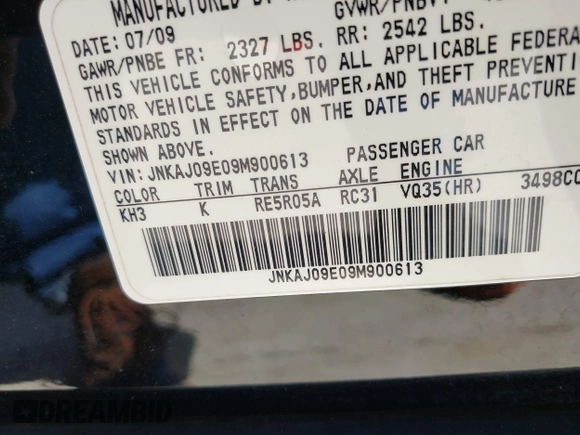 MANUFACTURED BY
GVWR/PNBV
DATE: 07/09
GAWR/PNBE FR: 2327 LBS. RR: 2542 LBS.
THIS VEHICLE CONFORMS TO ALL APPLICABLE FEDERA
MOTOR VEHICLE SAFETY, BUMPER, AND THEFT PREVENTI
STANDARDS IN EFFECT ON THE DATE OF MANUFACTURE
SHOWN ABOVE.
VIN: JNKAJ09E09M900613 PASSENGER CAR
COLOR TRIM TRANS AXLE ENGINE
KH3 K RE5R05A RC31 VQ35(HR) 3498CC
JNKAJ09E09M900613
DREAMBID